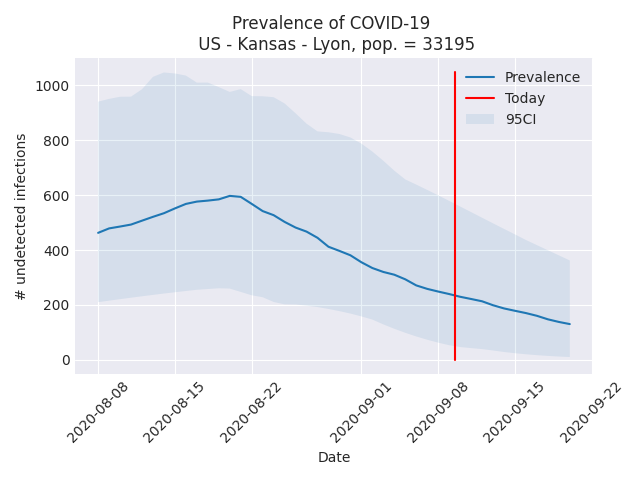 Prevalence of COVID-19
US - Kansas - Lyon, pop. = 33195
Prevalence
Today
95CI
# undetected infections
1000
800
600
400
200
0
2020-08-08
2020-08-15
2020-08-22
2020-09-01
2020-09-08
2020-09-15
2020-09-22
Date